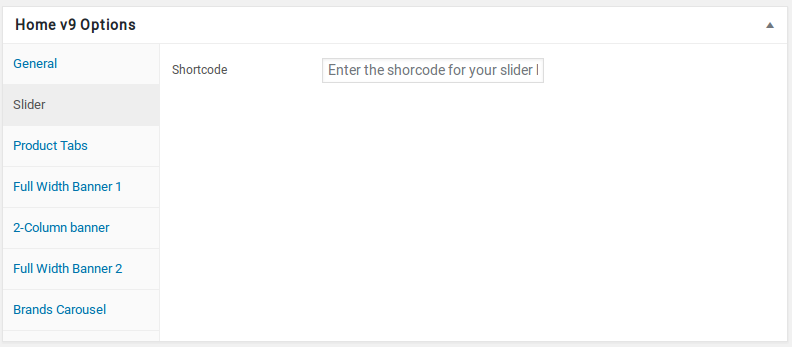 Home v9 Options
General
Shortcode
Enter the shorcode for your slider
Slider
Product Tabs
Full Width Banner 1
2-Column banner
Full Width Banner 2
Brands Carousel